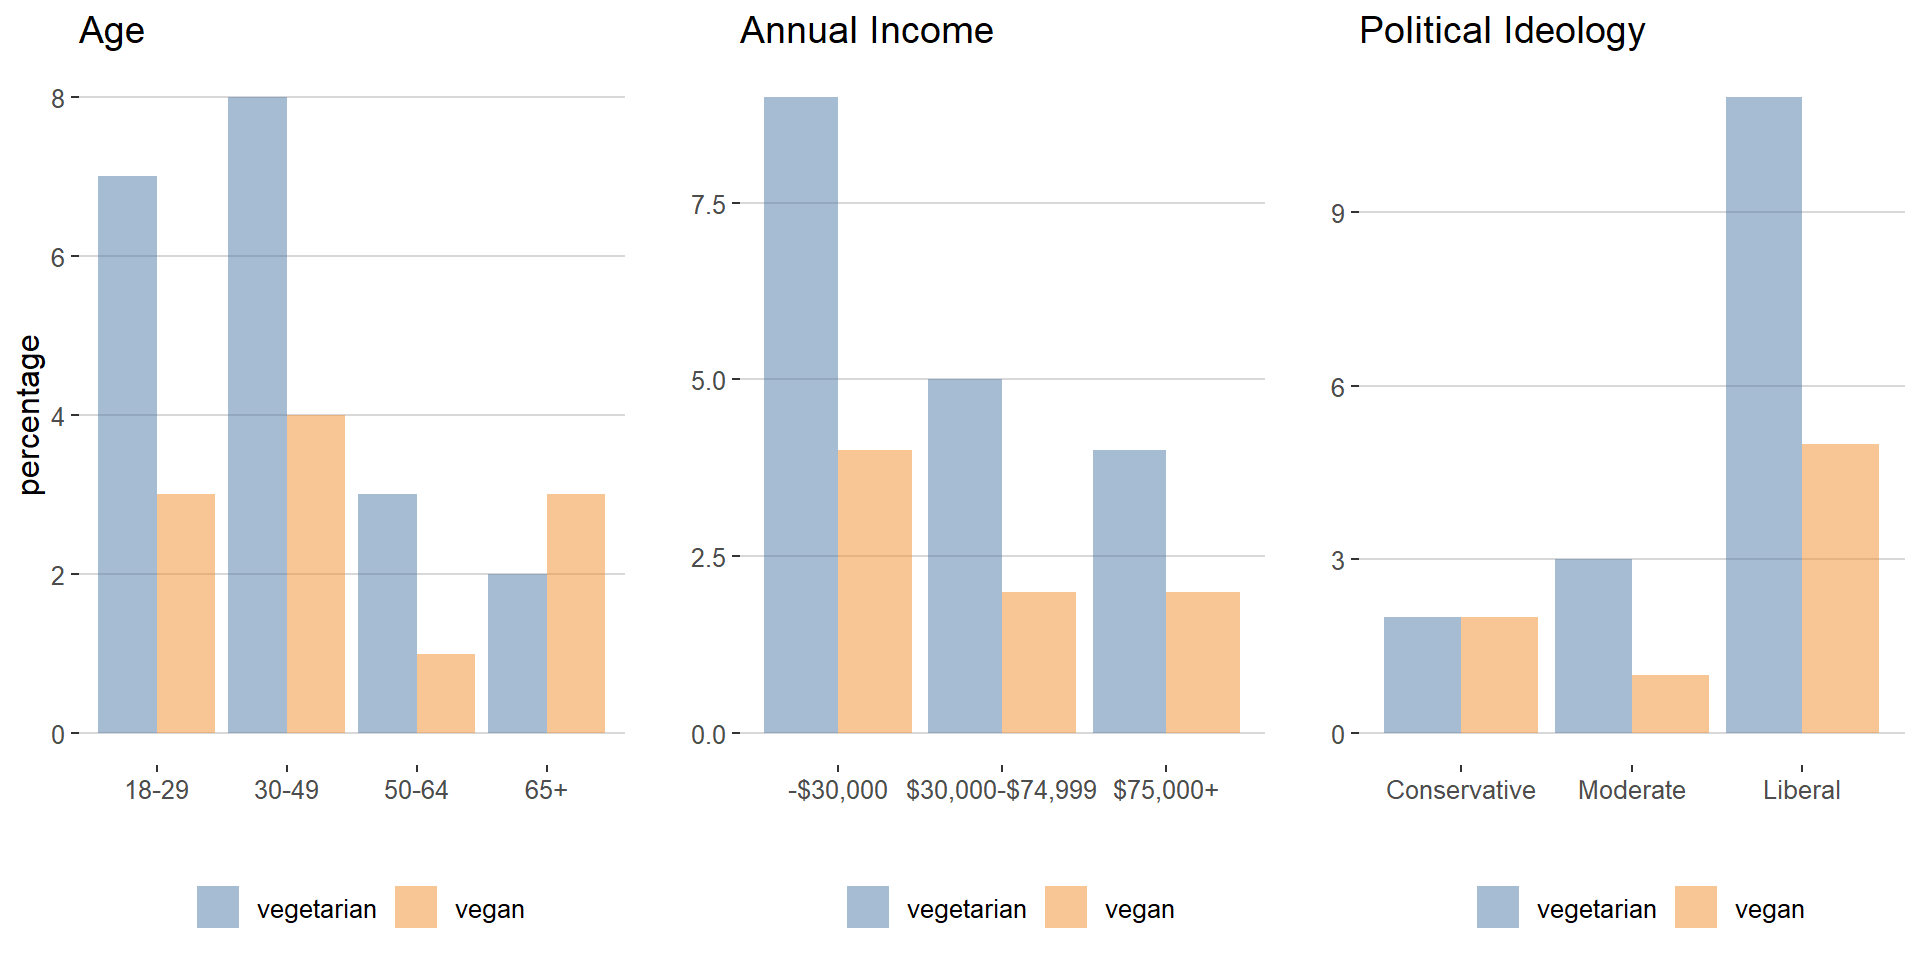 Age
8
6
4
2
0
percentage
18-29 30-49 50-64 65+
vegetarian vegan
Annual Income
7.5
5.0
2.5
0.0
-$30,000 $30,000-$74,999 $75,000+
vegetarian vegan
Political Ideology
9
6
3
0
Conservative Moderate Liberal
vegetarian vegan